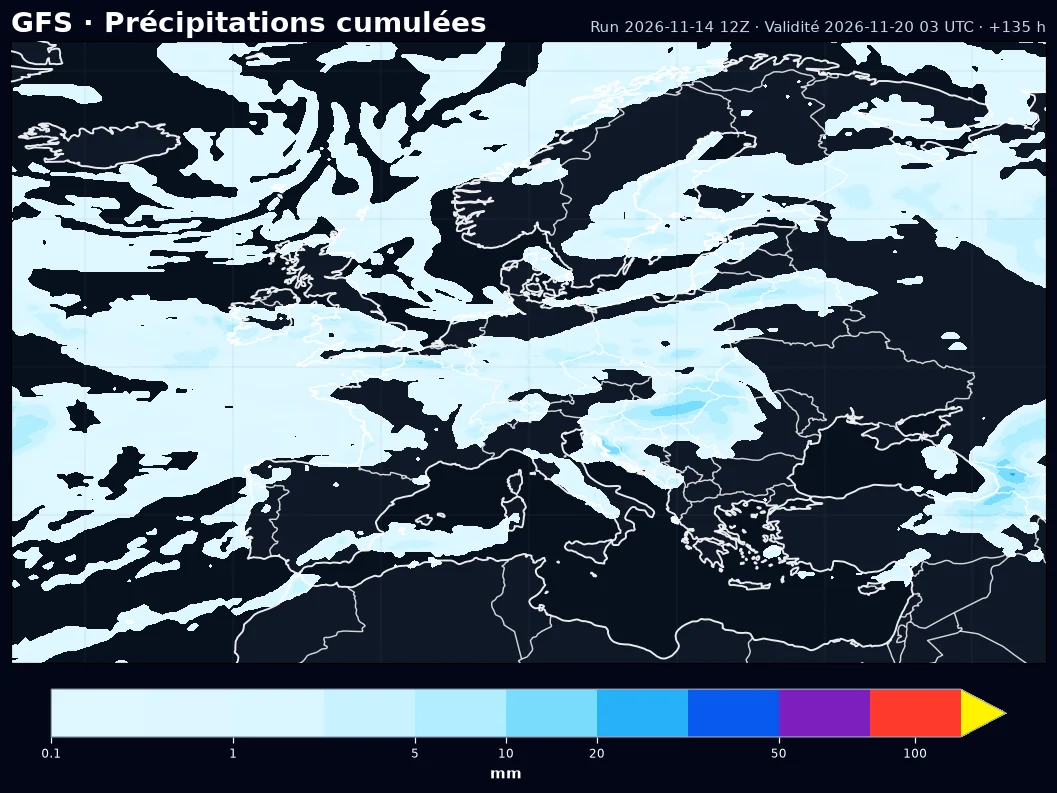 GFS · Précipitations cumulées
Run 2026-11-14 12Z · Validité 2026-11-20 03 UTC · +135 h
0.1 1 5 10 20 50 100
mm